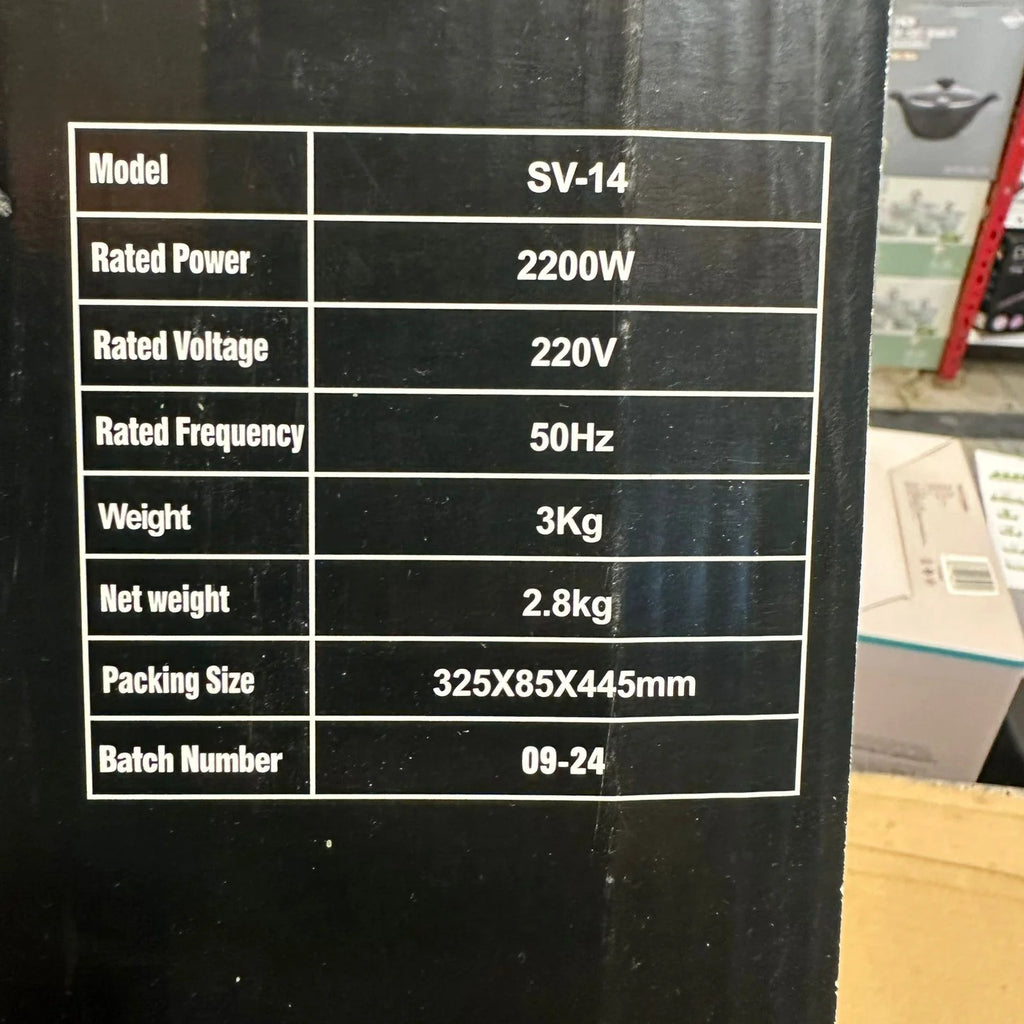 Model SV-14
Rated Power 2200W
Rated Voltage 220V
Rated Frequency 50Hz
Weight 3Kg
Net weight 2.8kg
Packing Size 325X85X445mm
Batch Number 09-24